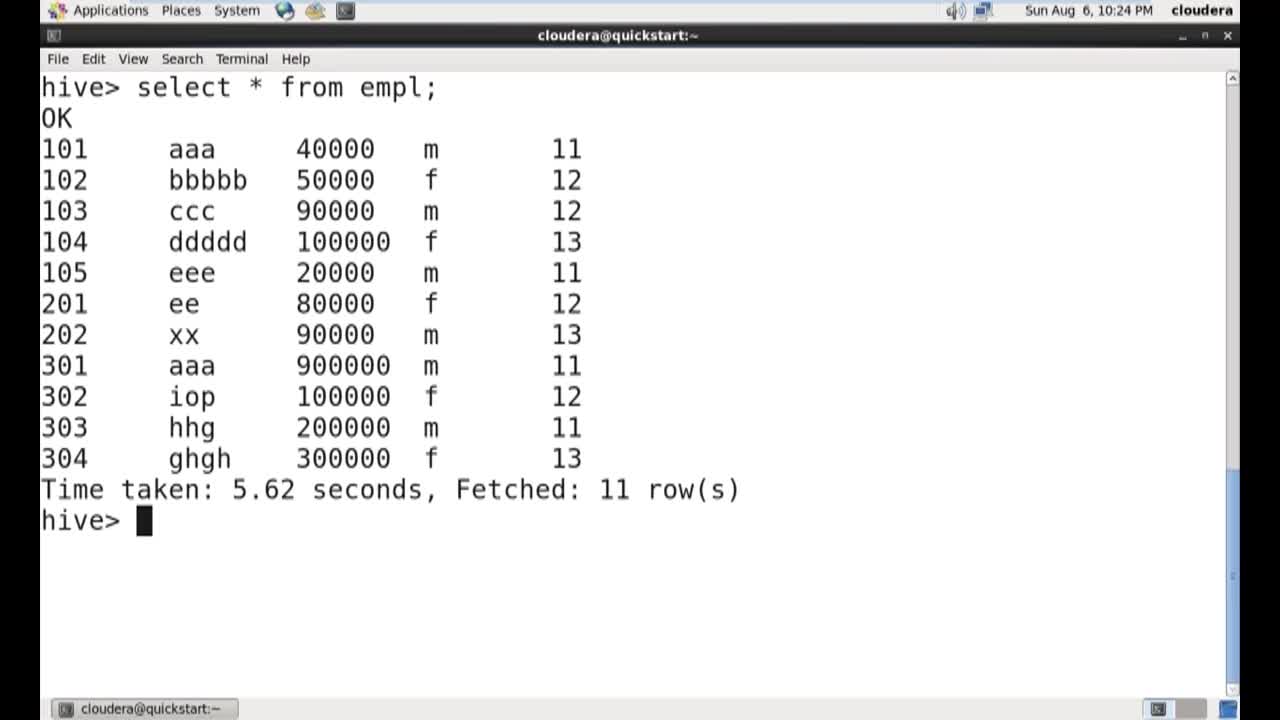 Applications Places System Sun Aug 6, 10:24 PM cloudera
cloudera@quickstart:~
File Edit View Search Terminal Help
hive> select * from empl;
OK
101 aaa 40000 m 11
102 bbbbb 50000 f 12
103 ccc 90000 m 12
104 ddddd 100000 f 13
105 eee 20000 m 11
201 ee 80000 f 12
202 xx 90000 m 13
301 aaa 900000 m 11
302 iop 100000 f 12
303 hhg 200000 m 11
304 ghgh 300000 f 13
Time taken: 5.62 seconds, Fetched: 11 row(s)
hive>
cloudera@quickstart:~